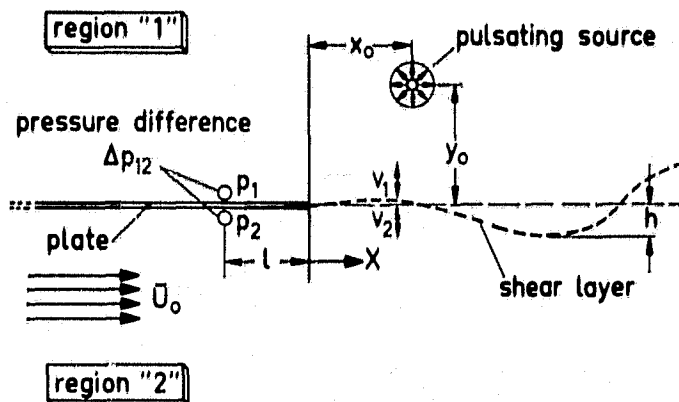 region "1"
x₀
pulsating source
pressure difference
Δp₁₂
p₁
y₀
v₁
p₂
v₂
h
plate
l
X
shear layer
Ū₀
region "2"